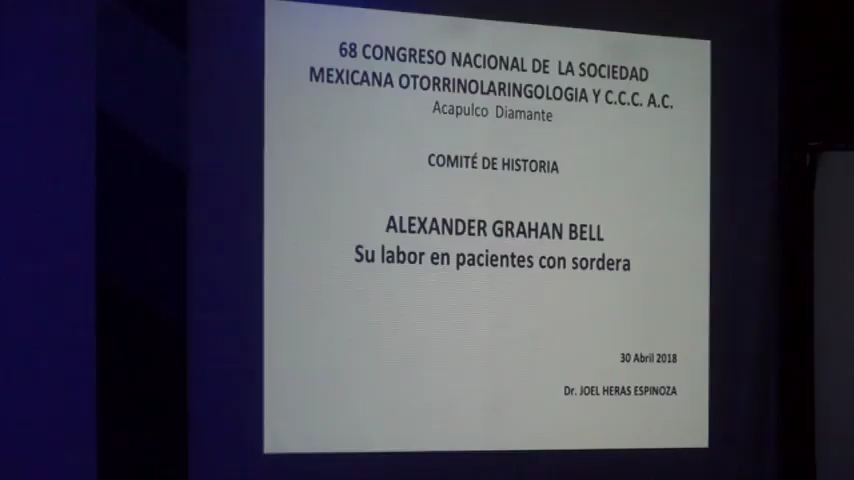 68 CONGRESO NACIONAL DE LA SOCIEDAD
MEXICANA OTORRINOLARINGOLOGIA Y C.C.C. A.C.
Acapulco Diamante
COMITÉ DE HISTORIA
ALEXANDER GRAHAN BELL
Su labor en pacientes con sordera
30 Abril 2018
Dr. JOEL HERAS ESPINOZA